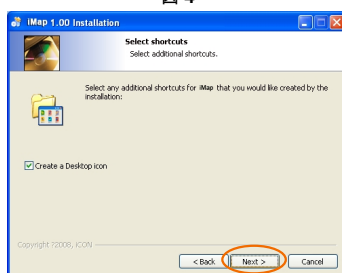 图 4
iMap 1.00 Installation
Select shortcuts
Select additional shortcuts.
Select any additional shortcuts for iMap that you would like created by the
installation:
Create a Desktop icon
Copyright ?2008, iCON
< Back
Next >
Cancel